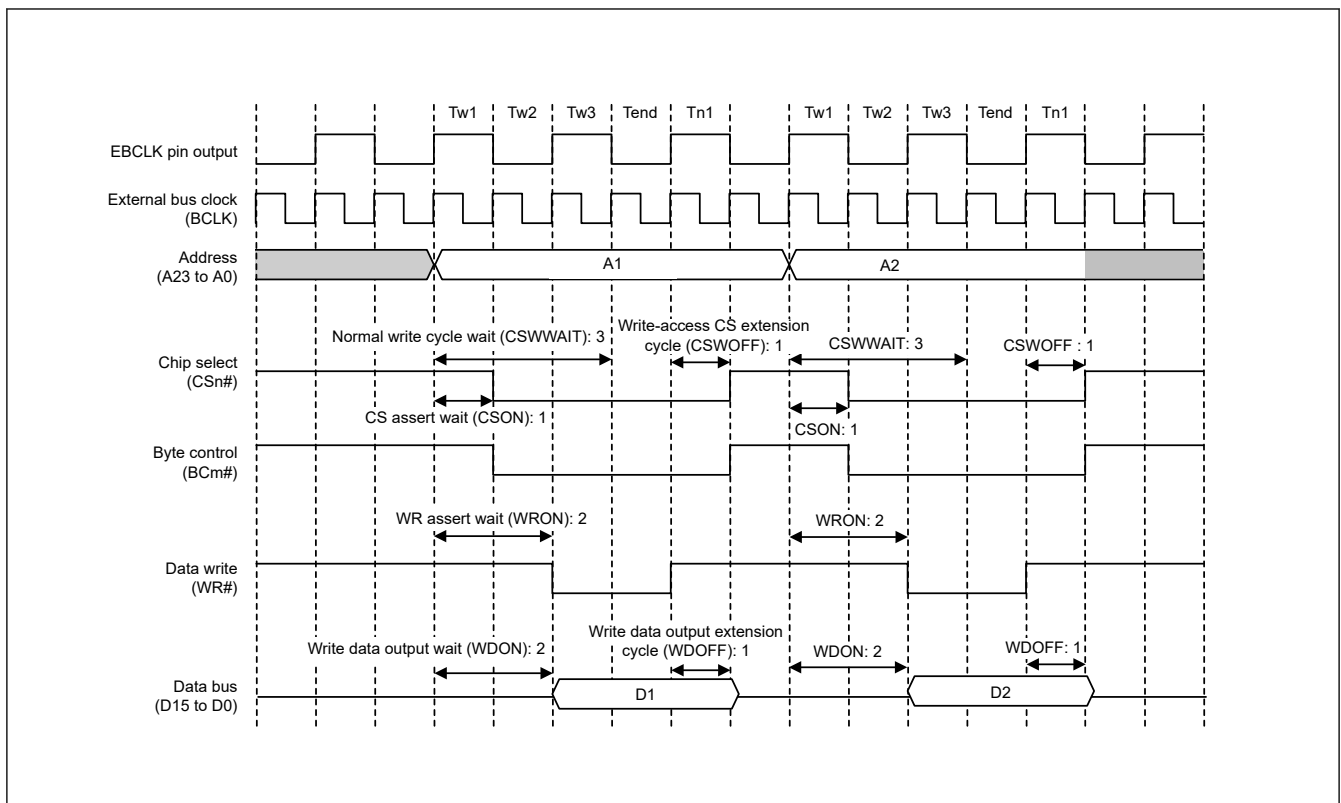 Tw1 Tw2 Tw3 Tend Tn1 Tw1 Tw2 Tw3 Tend Tn1
EBCLK pin output
External bus clock
(BCLK)
Address
(A23 to A0)
A1
A2
Normal write cycle wait (CSWWAIT): 3
Write-access CS extension
cycle (CSWOFF): 1
CSWWAIT: 3
CSWOFF : 1
Chip select
(CSn#)
CS assert wait (CSON): 1
CSON: 1
Byte control
(BCm#)
WR assert wait (WRON): 2
WRON: 2
Data write
(WR#)
Write data output wait (WDON): 2
Write data output extension
cycle (WDOFF): 1
WDON: 2
WDOFF: 1
Data bus
(D15 to D0)
D1
D2